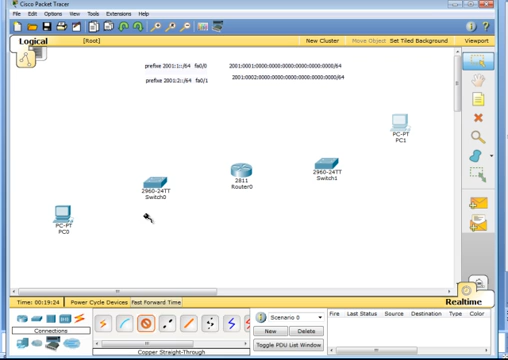 Cisco Packet Tracer
File Edit Options View Tools Extensions Help
Logical [Root] New Cluster Move Object Set Tiled Background Viewport
prefixe 2001:1::/64 fa0/0 2001:0001:0000:0000:0000:0000:0000:0000/64
prefixe 2001:2::/64 fa0/1 2001:0002:0000:0000:0000:0000:0000:0000/64
PC-PT
PC1
2960-24TT
Switch0
2811
Router0
2960-24TT
Switch1
PC-PT
PC0
Time: 00:19:24 Power Cycle Devices Fast Forward Time Realtime
Connections
Copper Straight-Through
Scenario 0
New Delete
Toggle PDU List Window
Fire Last Status Source Destination Type Color